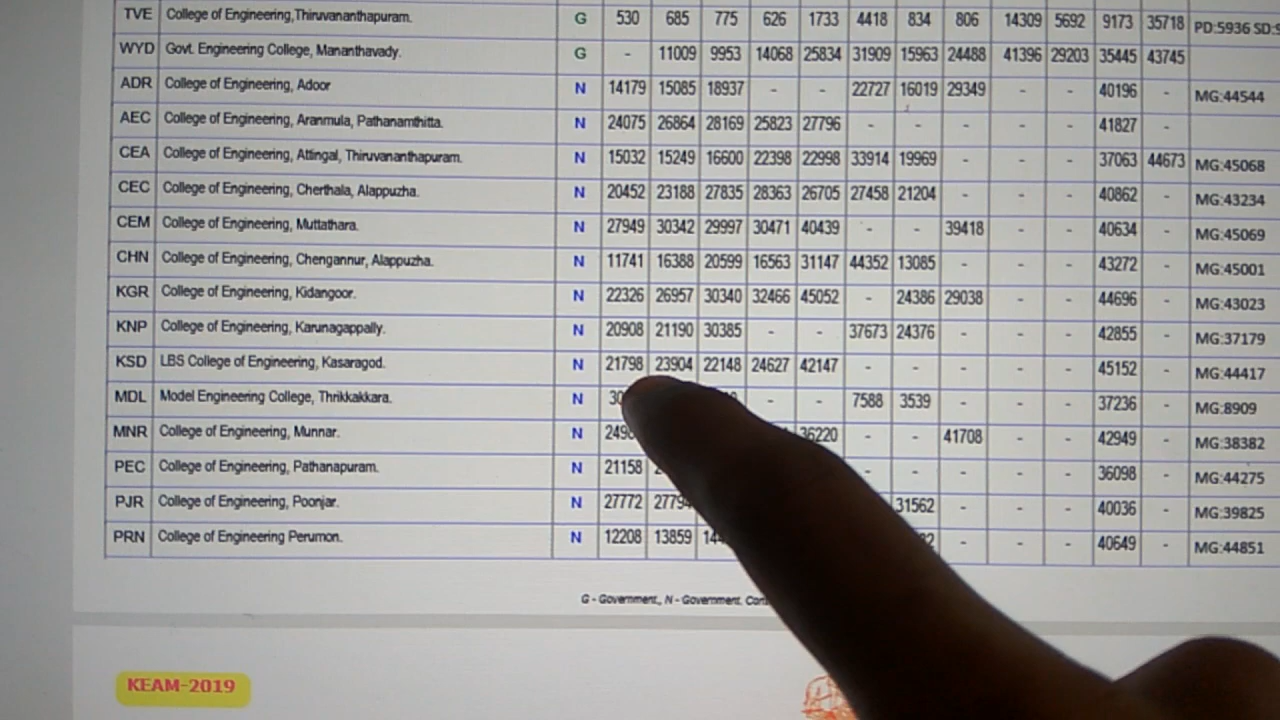 TVE College of Engineering,Thiruvananthapuram. G 530 685 775 626 1733 4418 834 806 14309 5692 9173 35718 PD:5936 SD:
WYD Govt. Engineering College, Mananthavady. G - 11009 9953 14068 25834 31909 15963 24488 41396 29203 35445 43745
ADR College of Engineering, Adoor N 14179 15085 18937 - - 22727 16019 29349 - - 40196 - MG:44544
AEC College of Engineering, Aranmula, Pathanamthitta. N 24075 26864 28169 25823 27796 - - - - - 41827 -
CEA College of Engineering, Attingal, Thiruvananthapuram. N 15032 15249 16600 22398 22998 33914 19969 - - - 37063 44673 MG:45068
CEC College of Engineering, Cherthala, Alappuzha. N 20452 23188 27835 28363 26705 27458 21204 - - - 40862 - MG:43234
CEM College of Engineering, Muttathara. N 27949 30342 29997 30471 40439 - - 39418 - - 40634 - MG:45069
CHN College of Engineering, Chengannur, Alappuzha. N 11741 16388 20599 16563 31147 44352 13085 - - - 43272 - MG:45001
KGR College of Engineering, Kidangoor. N 22326 26957 30340 32466 45052 - 24386 29038 - - 44696 - MG:43023
KNP College of Engineering, Karunagappally. N 20908 21190 30385 - - 37673 24376 - - - 42855 - MG:37179
KSD LBS College of Engineering, Kasaragod. N 21798 23904 22148 24627 42147 - - - - - 45152 - MG:44417
MDL Model Engineering College, Thrikkakkara. N - - 7588 3539 - - - 37236 - MG:8909
MNR College of Engineering, Munnar. N 36220 - - 41708 - - 42949 - MG:38382
PEC College of Engineering, Pathanapuram. N 21158 - - - - - 36098 - MG:44275
PJR College of Engineering, Poonjar. N 27772 31562 - - - 40036 - MG:39825
PRN College of Engineering Perumon. N 12208 13859 - - - 40649 - MG:44851
G - Government,, N - Government.
KEAM-2019